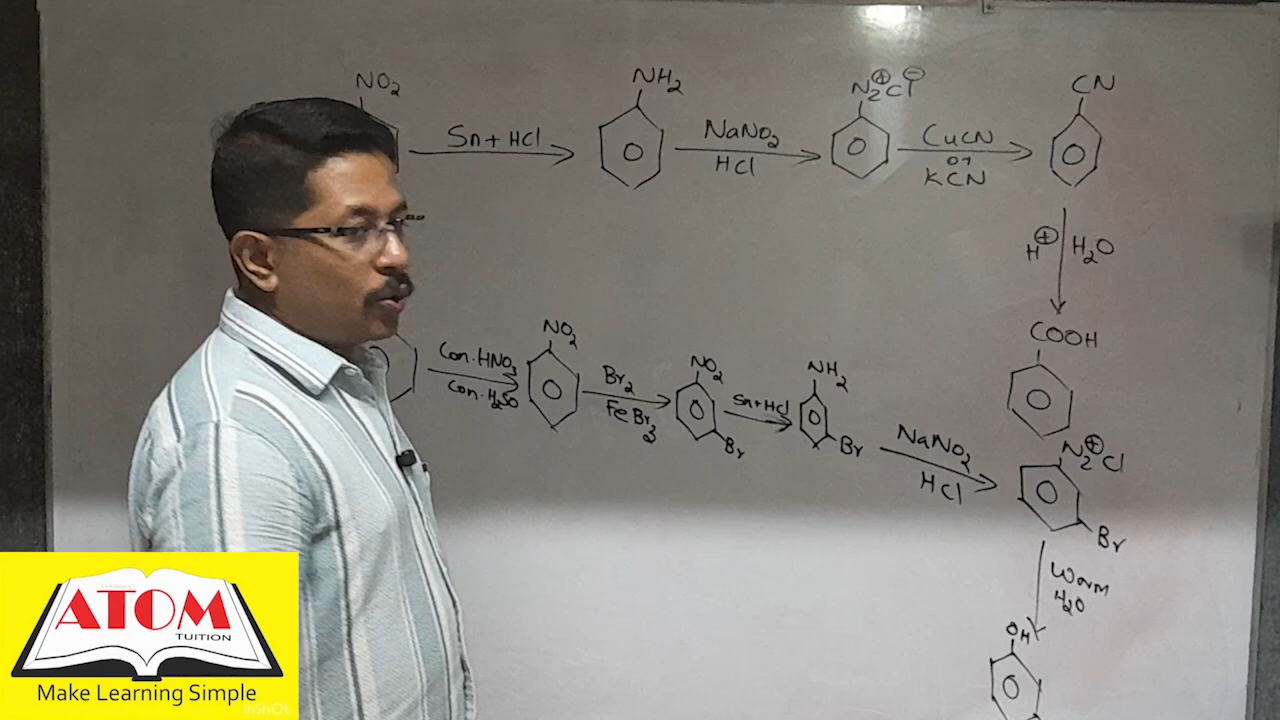 NO2
NH2
N2⊕Cl⊖
CN
Sn + HCl
NaNO2
HCl
CuCN
or
KCN
H⊕ H2O
COOH
NO2
Con. HNO3
Con. H2SO
Br2
FeBr3
NO2
Br
Sn+HCl
NH2
Br
NaNO2
HCl
N2⊕Cl
Br
Warm
H2O
OH
ATOM
TUITION
Make Learning Simple
InShOt